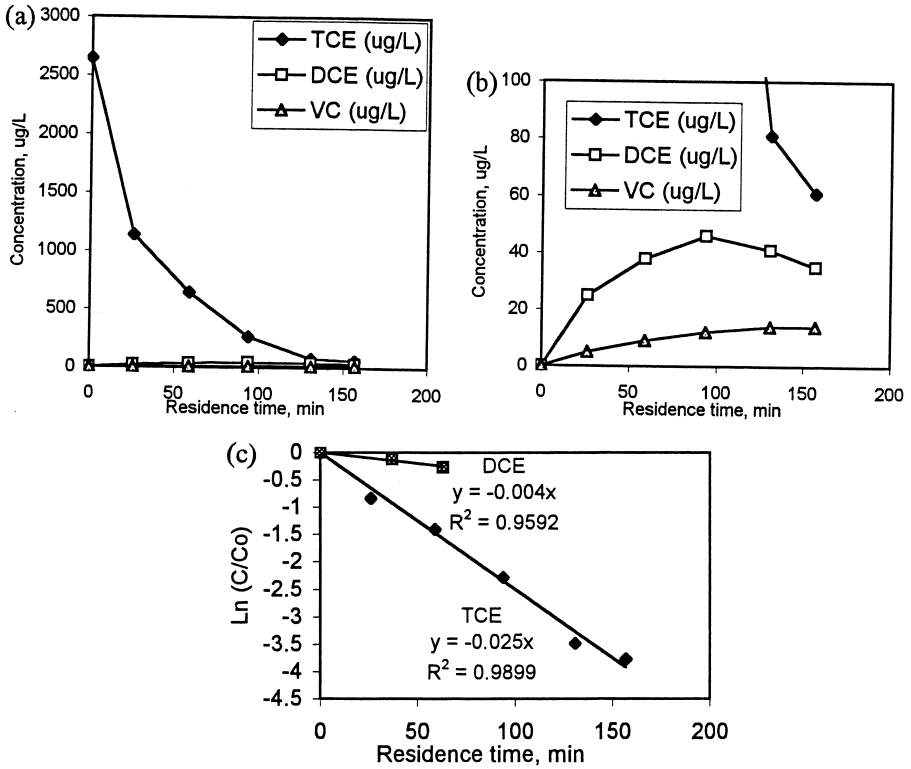 (a)
3000
2500
2000
1500
1000
500
0
Concentration, ug/L
TCE (ug/L)
DCE (ug/L)
VC (ug/L)
0 50 100 150 200
Residence time, min
(b)
100
80
60
40
20
0
Concentration, ug/L
TCE (ug/L)
DCE (ug/L)
VC (ug/L)
0 50 100 150 200
Residence time, min
(c)
0
-0.5
-1
-1.5
-2
-2.5
-3
-3.5
-4
-4.5
Ln (C/Co)
DCE
y = -0.004x
R² = 0.9592
TCE
y = -0.025x
R² = 0.9899
0 50 100 150 200
Residence time, min